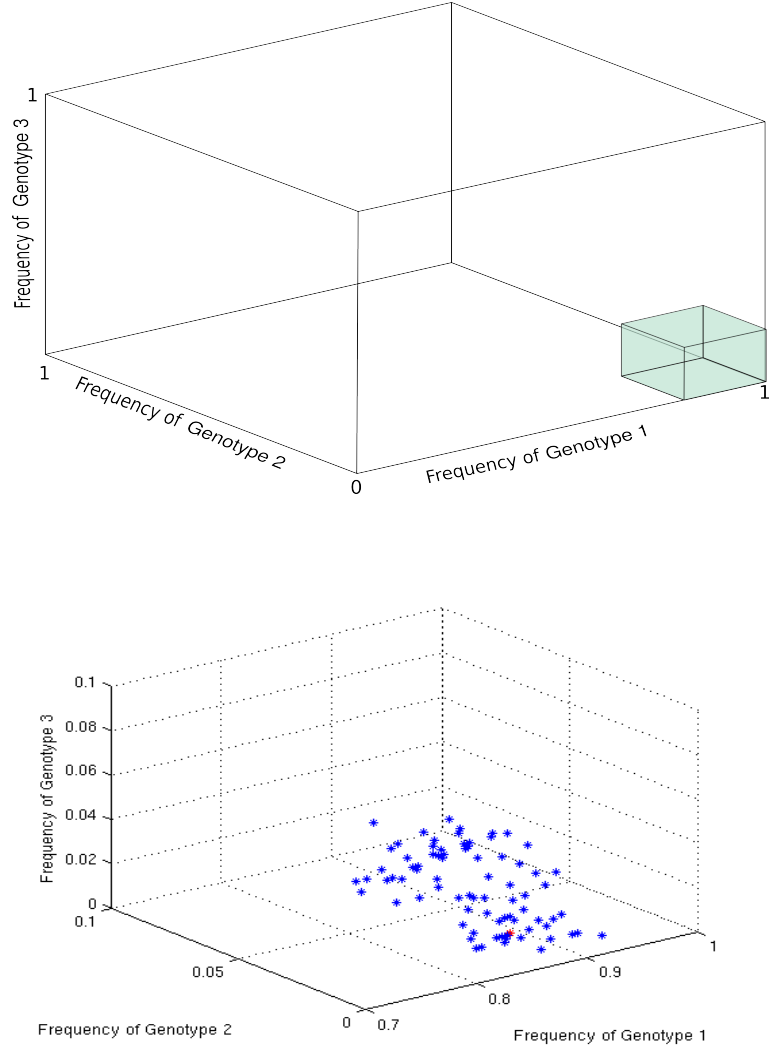 1
Frequency of Genotype 3
1
Frequency of Genotype 2
0
Frequency of Genotype 1
1
0.1
0.08
0.06
0.04
0.02
0
Frequency of Genotype 3
0.1
0.05
0
Frequency of Genotype 2
0.7
0.8
0.9
1
Frequency of Genotype 1